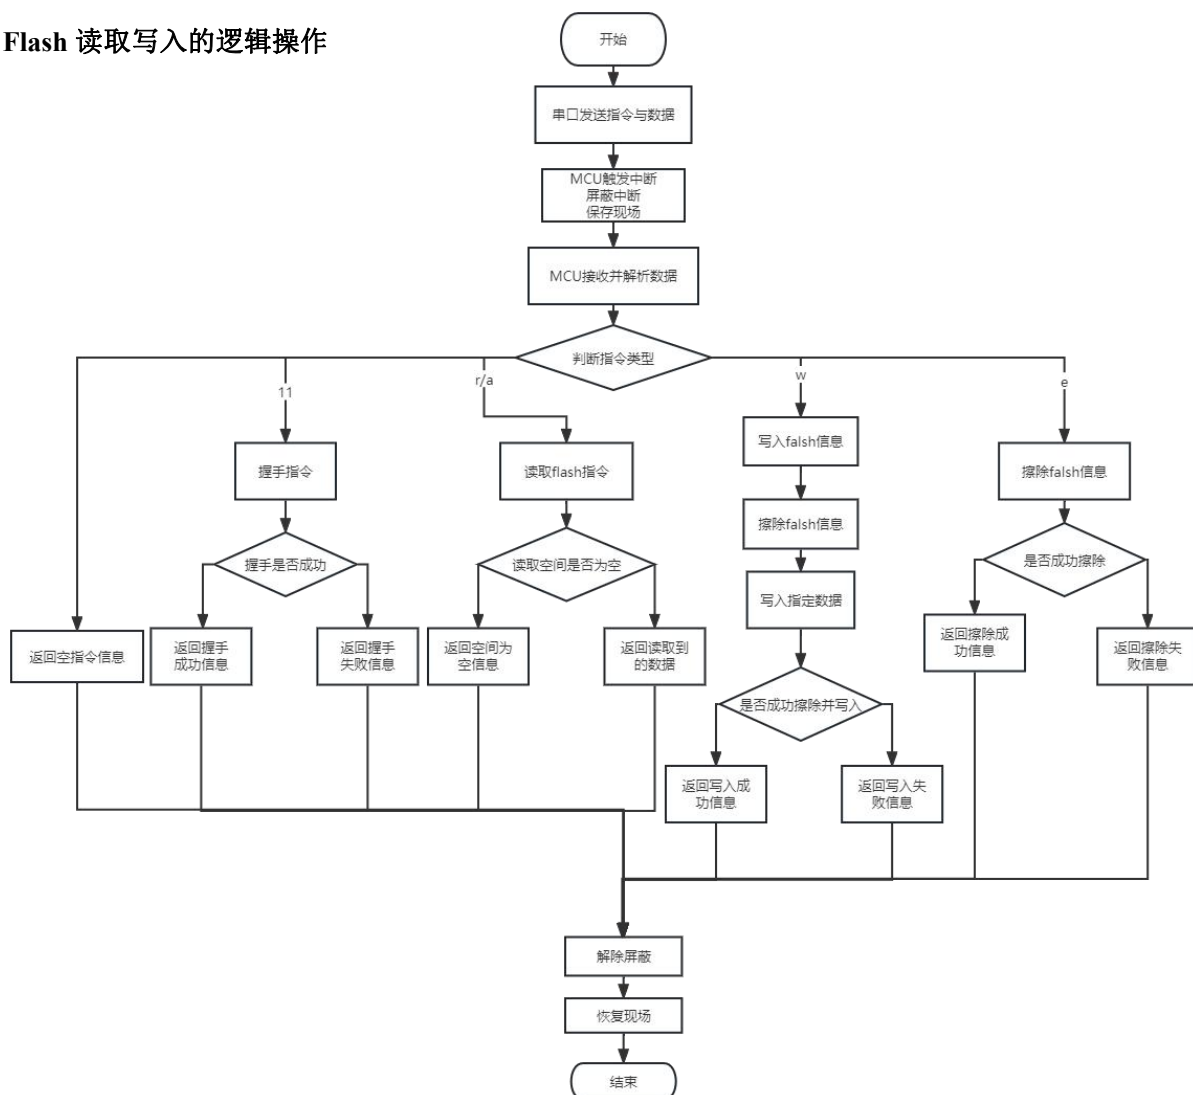 Flash 读取写入的逻辑操作
开始
串口发送指令与数据
MCU触发中断
屏蔽中断
保存现场
MCU接收并解析数据
判断指令类型
11
r/a
w
e
握手指令
读取flash指令
写入falsh信息
擦除falsh信息
擦除falsh信息
握手是否成功
读取空间是否为空
写入指定数据
是否成功擦除
返回空指令信息
返回握手
成功信息
返回握手
失败信息
返回空间为
空信息
返回读取到
的数据
返回擦除成
功信息
返回擦除失
败信息
是否成功擦除并写入
返回写入成
功信息
返回写入失
败信息
解除屏蔽
恢复现场
结束